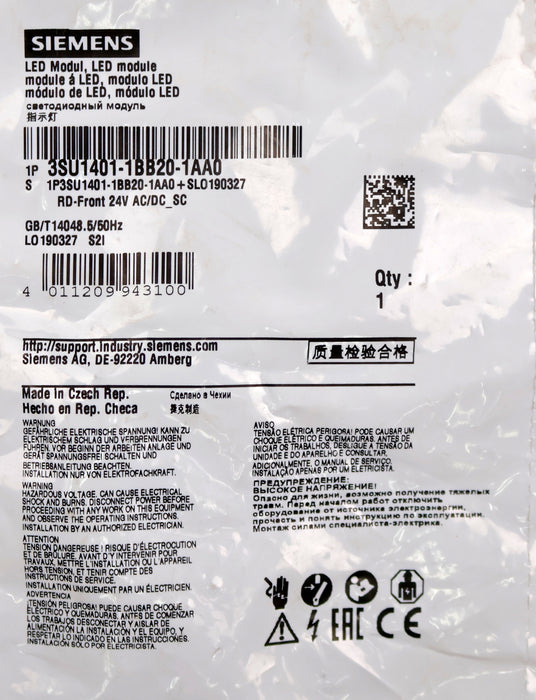 SIEMENS
LED Modul, LED module
module á LED, modulo LED
módulo de LED, módulo LED
светодиодный модуль
指示灯
1P 3SU1401-1BB20-1AA0
S 1P3SU1401-1BB20-1AA0+SLO190327
RD-Front 24V AC/DC_SC
GB/T14048.5/50Hz
LO190327 S2I
4 011209 943100
Qty :
1
http://support.industry.siemens.com
Siemens AG, DE-92220 Amberg
质量检验合格
Made in Czech Rep. Сделано в Чехии
Hecho en Rep. Checa 捷克制造
WARNUNG
GEFÄHRLICHE ELEKTRISCHE SPANNUNG! KANN ZU
ELEKTRISCHEM SCHLAG UND VERBRENNUNGEN
FÜHREN. VOR BEGINN DER ARBEITEN ANLAGE UND
GERÄT SPANNUNGSFREI SCHALTEN UND
BETRIEBSANLEITUNG BEACHTEN.
INSTALLATION NUR VON ELEKTROFACHKRAFT.
WARNING
HAZARDOUS VOLTAGE. CAN CAUSE ELECTRICAL
SHOCK AND BURNS. DISCONNECT POWER BEFORE
PROCEEDING WITH ANY WORK ON THIS EQUIPMENT
AND OBSERVE THE OPERATING INSTRUCTIONS.
INSTALLATION BY AN AUTHORIZED ELECTRICIAN.
ATTENTION
TENSION DANGEREUSE ! RISQUE D'ÉLECTROCUTION
ET DE BRÛLURE. AVANT D'Y INTERVENIR POUR
TRAVAUX, METTRE L'INSTALLATION OU L'APPAREIL
HORS TENSION, ET TENIR COMPTE DES
INSTRUCTIONS DE SERVICE.
INSTALLATION UNIQUEMENT PAR UN ÉLECTRICIEN.
ADVERTENCIA
¡TENSIÓN PELIGROSA! PUEDE CAUSAR CHOQUE
ELÉCTRICO Y QUEMADURAS. ANTES DE COMENZAR
LOS TRABAJOS DESCONECTAR Y AISLAR DE
ALIMENTACIÓN LA INSTALACIÓN Y EL EQUIPO, Y
RESPETAR LO INDICADO EN LAS INSTRUCCIONES.
INSTALACIÓN SOLO POR ELECTRICISTA.
AVISO
TENSÃO ELÉTRICA PERIGOSA! PODE CAUSAR UM
CHOQUE ELÉTRICO E QUEIMADURAS. ANTES DE
INICIAR OS TRABALHOS, DESLIGUE A TENSÃO DA
UNIDADE E DO APARELHO E CONSULTAR,
ADICIONALMENTE, O MANUAL DE SERVIÇO.
INSTALAÇÃO APENAS POR UM ELETRICISTA.
ПРЕДУПРЕЖДЕНИЕ:
ВЫСОКОЕ НАПРЯЖЕНИЕ!
Опасно для жизни, возможно получение тяжелых
травм. Перед началом работ отключить
оборудование от источника электроэнергии,
прочесть и понять инструкцию по эксплуатации.
Монтаж силами специалиста-электрика.
EAC CE